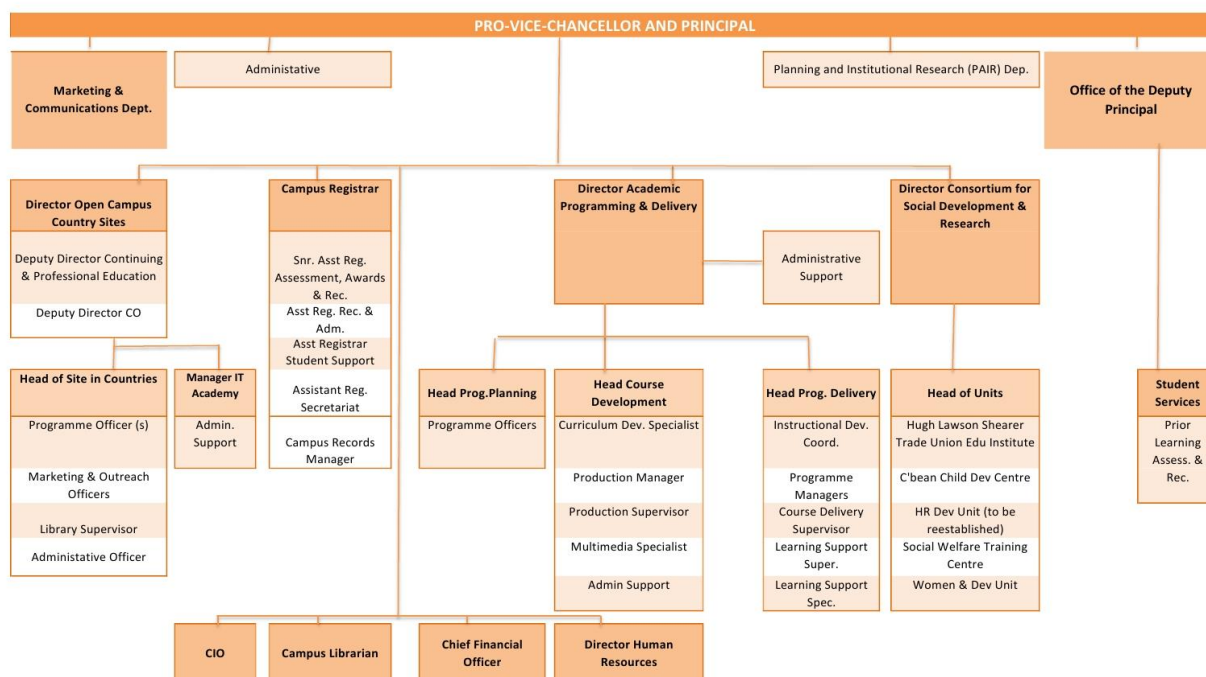 PRO-VICE-CHANCELLOR AND PRINCIPAL
Marketing &
Communications Dept.
Administative
Planning and Institutional Research (PAIR) Dep.
Office of the Deputy
Principal
Director Open Campus
Country Sites
Deputy Director Continuing
& Professional Education
Deputy Director CO
Campus Registrar
Snr. Asst Reg.
Assessment, Awards
& Rec.
Asst Reg. Rec. &
Adm.
Asst Registrar
Student Support
Assistant Reg.
Secretariat
Campus Records
Manager
Director Academic
Programming & Delivery
Administrative
Support
Director Consortium for
Social Development &
Research
Head of Site in Countries
Programme Officer (s)
Marketing & Outreach
Officers
Library Supervisor
Administative Officer
Manager IT
Academy
Admin.
Support
Head Prog.Planning
Programme Officers
Head Course
Development
Curriculum Dev. Specialist
Production Manager
Production Supervisor
Multimedia Specialist
Admin Support
Head Prog. Delivery
Instructional Dev.
Coord.
Programme
Managers
Course Delivery
Supervisor
Learning Support
Super.
Learning Support
Spec.
Head of Units
Hugh Lawson Shearer
Trade Union Edu Institute
C'bean Child Dev Centre
HR Dev Unit (to be
reestablished)
Social Welfare Training
Centre
Women & Dev Unit
Student
Services
Prior
Learning
Assess. &
Rec.
CIO
Campus Librarian
Chief Financial
Officer
Director Human
Resources